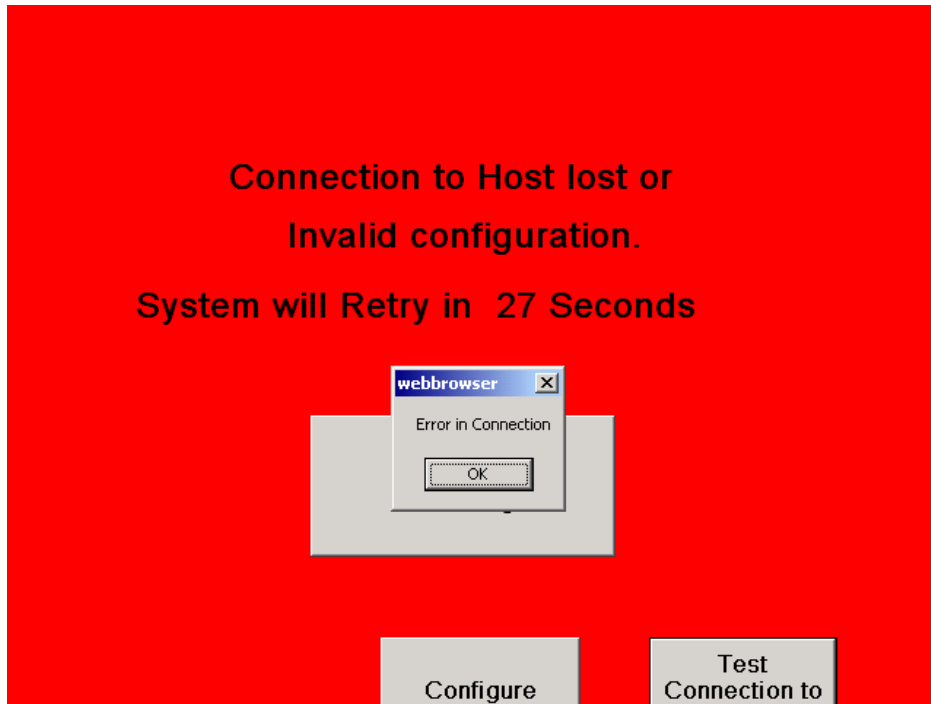 Connection to Host lost or
Invalid configuration.
System will Retry in 27 Seconds
webbrowser
Error in Connection
OK
Configure
Test
Connection to